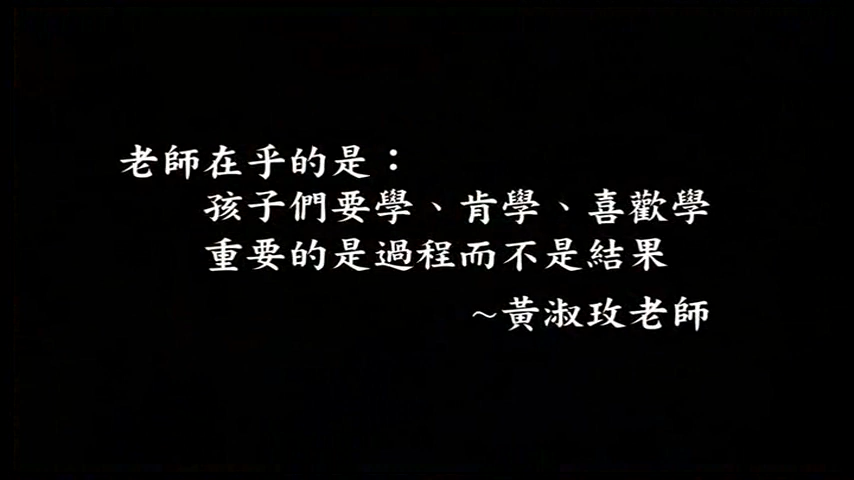 老師在乎的是：
孩子們要學、肯學、喜歡學
重要的是過程而不是結果
~黃淑玫老師